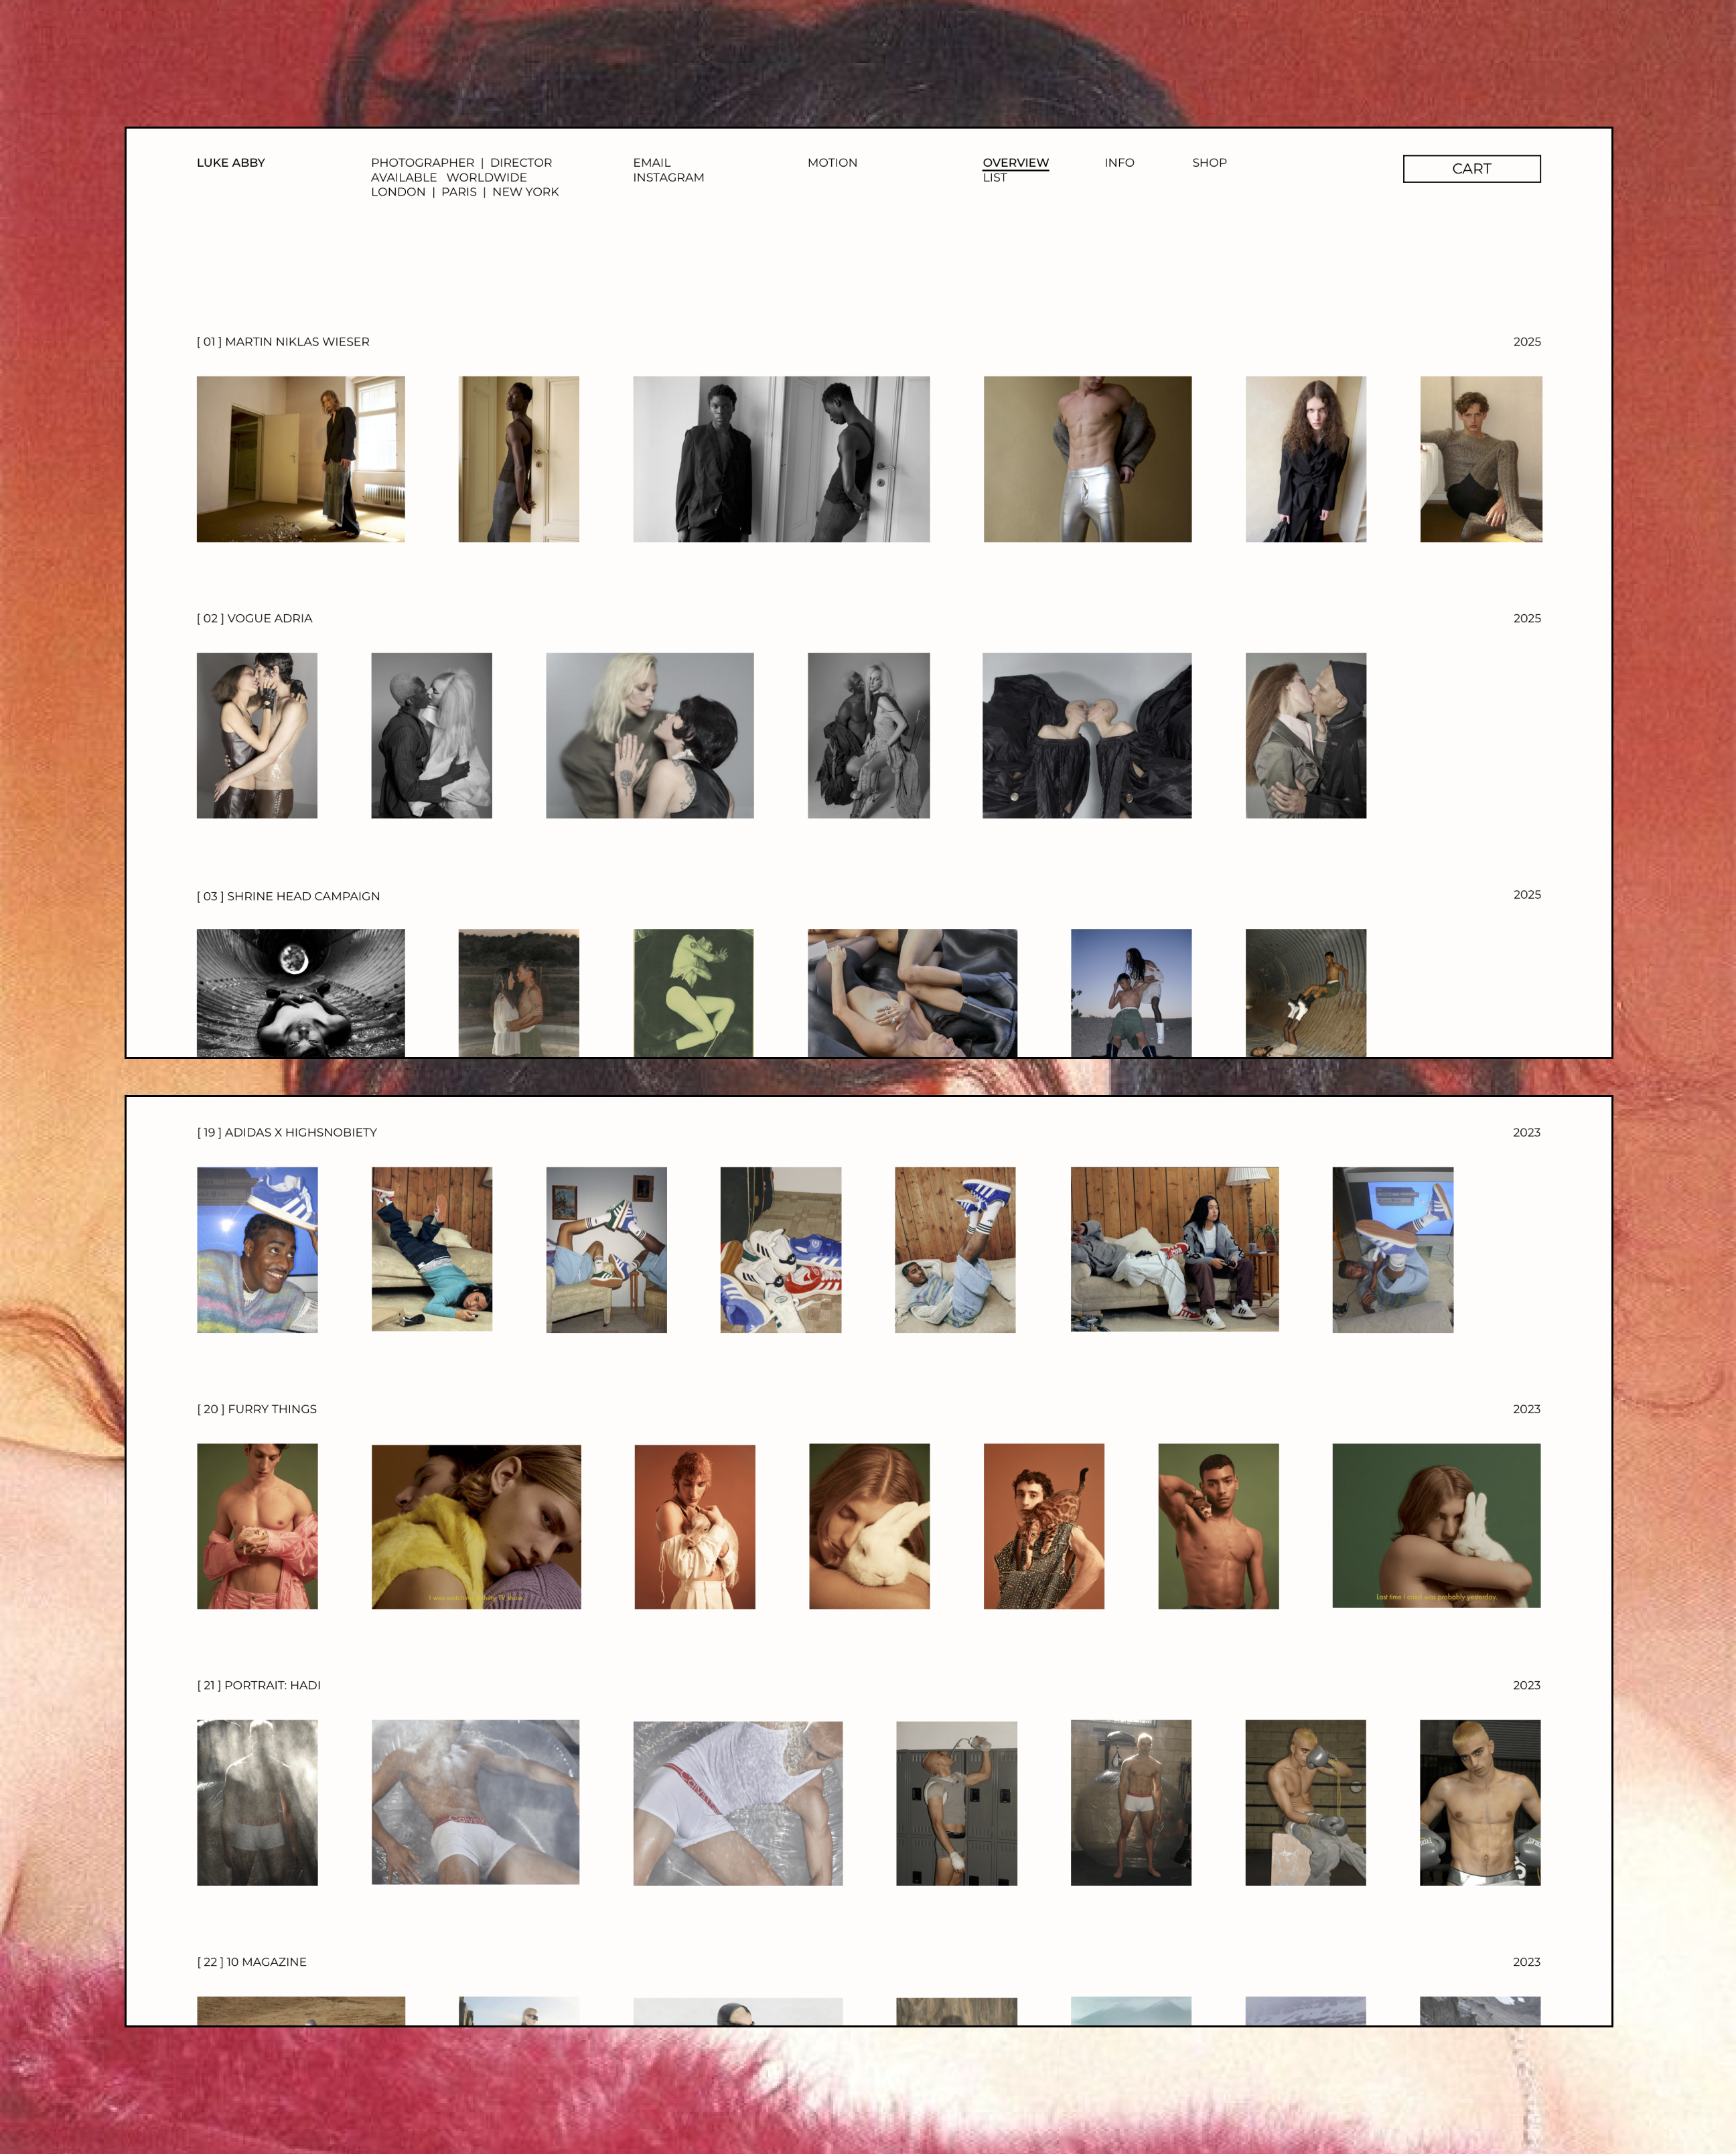 LUKE ABBY
PHOTOGRAPHER | DIRECTOR
AVAILABLE WORLDWIDE
LONDON | PARIS | NEW YORK
EMAIL
INSTAGRAM
MOTION
OVERVIEW
LIST
INFO
SHOP
CART
[ 01 ] MARTIN NIKLAS WIESER
2025
[ 02 ] VOGUE ADRIA
2025
[ 03 ] SHRINE HEAD CAMPAIGN
2025
[ 19 ] ADIDAS X HIGHSNOBIETY
2023
[ 20 ] FURRY THINGS
2023
I was TV show
Last time I cried was probably yesterday.
[ 21 ] PORTRAIT: HADI
2023
[ 22 ] 10 MAGAZINE
2023